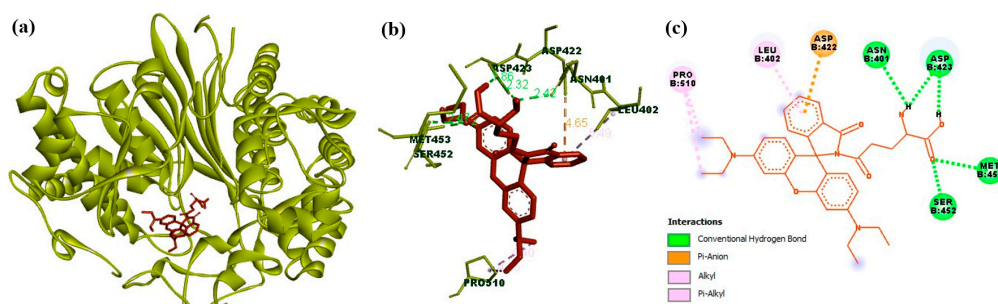 (a)
(b)
ASP422
ASP423
ASN401
2.32
2.42
LEU402
4.65
MET453
SER452
PRO510
(c)
LEU
B:402
ASP
B:422
ASN
B:401
ASP
B:423
PRO
B:510
H
H
N
O
N
O
O
O
O
MET
SER
B:452
N
Interactions
Conventional Hydrogen Bond
Pi-Anion
Alkyl
Pi-Alkyl